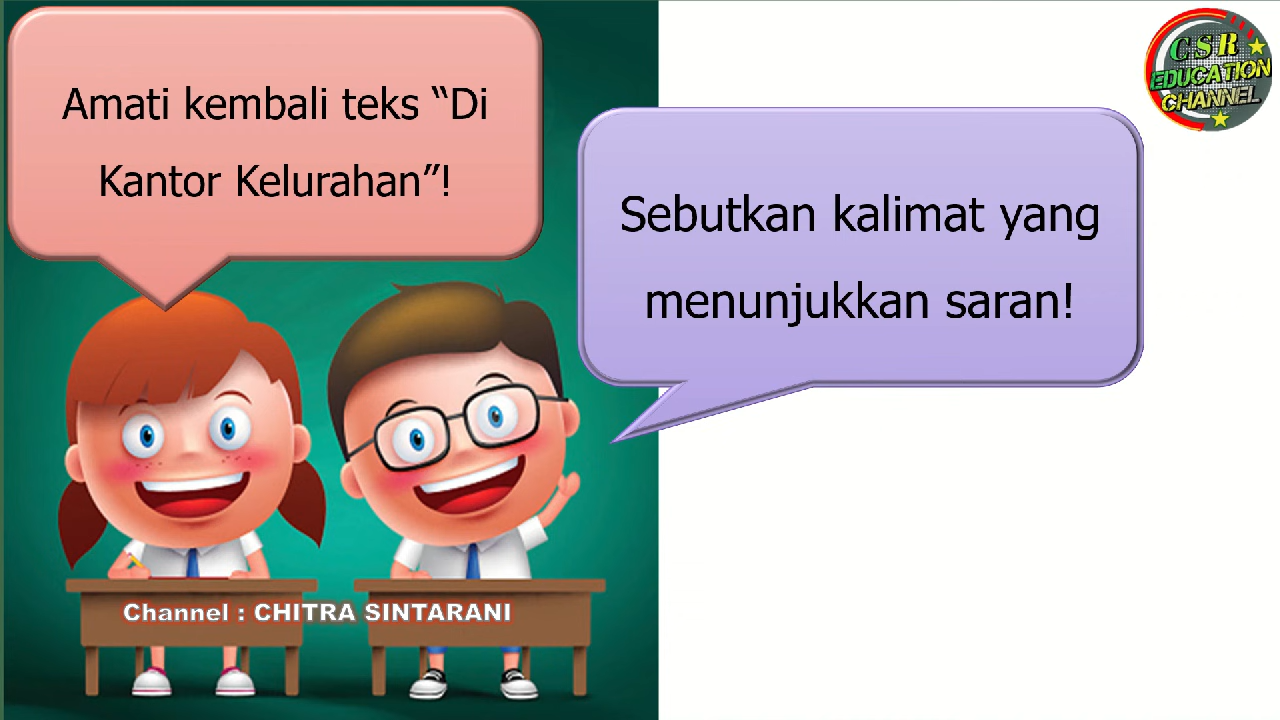 Amati kembali teks “Di
Kantor Kelurahan”!
Sebutkan kalimat yang
menunjukkan saran!
CSR
EDUCATION
CHANNEL
Channel : CHITRA SINTARANI